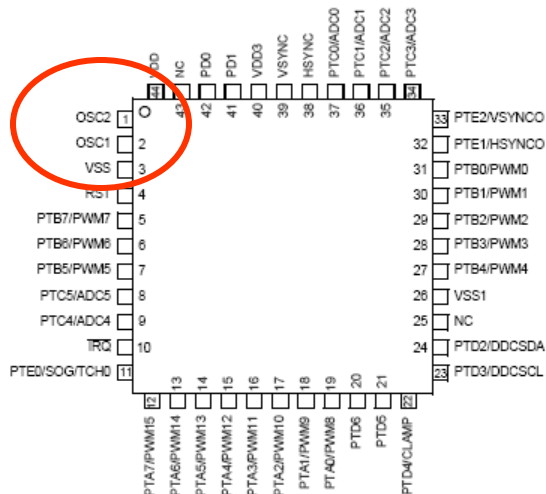 VDD
NC
PD0
PD1
VDD3
VSYNC
HSYNC
PTC0/ADC0
PTC1/ADC1
PTC2/ADC2
PTC3/ADC3
44
43
42
41
40
39
38
37
36
35
34
OSC2 1
OSC1 2
VSS 3
RST 4
PTB7/PWM7 5
PTB6/PWM6 6
PTB5/PWM5 7
PTC5/ADC5 8
PTC4/ADC4 9
IRQ 10
PTE0/SOG/TCH0 11
33 PTE2/VSYNCO
32 PTE1/HSYNCO
31 PTB0/PWM0
30 PTB1/PWM1
29 PTB2/PWM2
28 PTB3/PWM3
27 PTB4/PWM4
26 VSS1
25 NC
24 PTD2/DDCSDA
23 PTD3/DDCSCL
12
13
14
15
16
17
18
19
20
21
22
PTA7/PWM15
PTA6/PWM14
PTA5/PWM13
PTA4/PWM12
PTA3/PWM11
PTA2/PWM10
PTA1/PWM9
PTA0/PWM8
PTD6
PTD5
PTD4/CLAMP